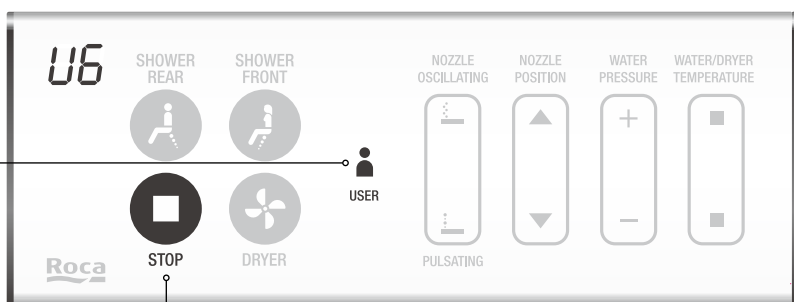 U6
SHOWER
REAR
SHOWER
FRONT
NOZZLE
OSCILLATING
NOZZLE
POSITION
WATER
PRESSURE
WATER/DRYER
TEMPERATURE
USER
STOP
DRYER
PULSATING
Roca